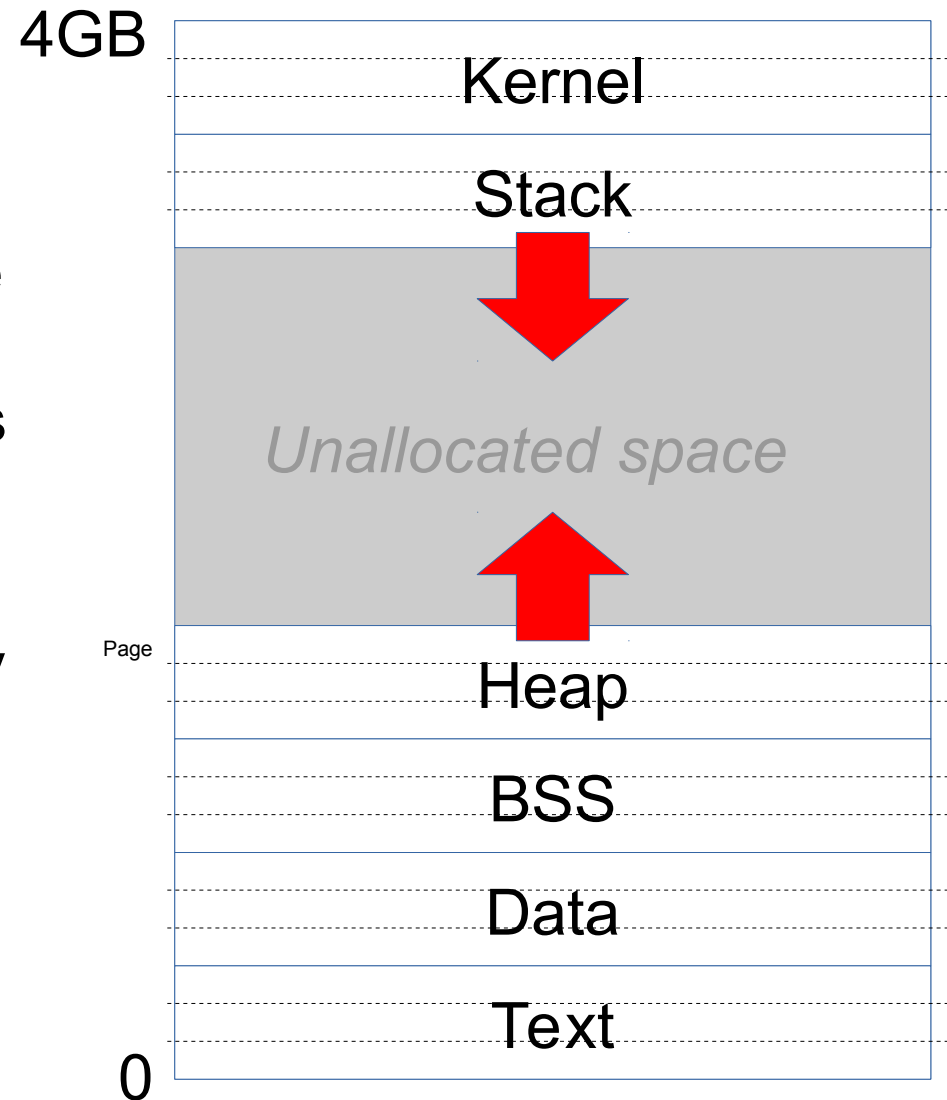 4GB
Kernel
Stack
Unallocated space
Page
Heap
BSS
Data
Text
0